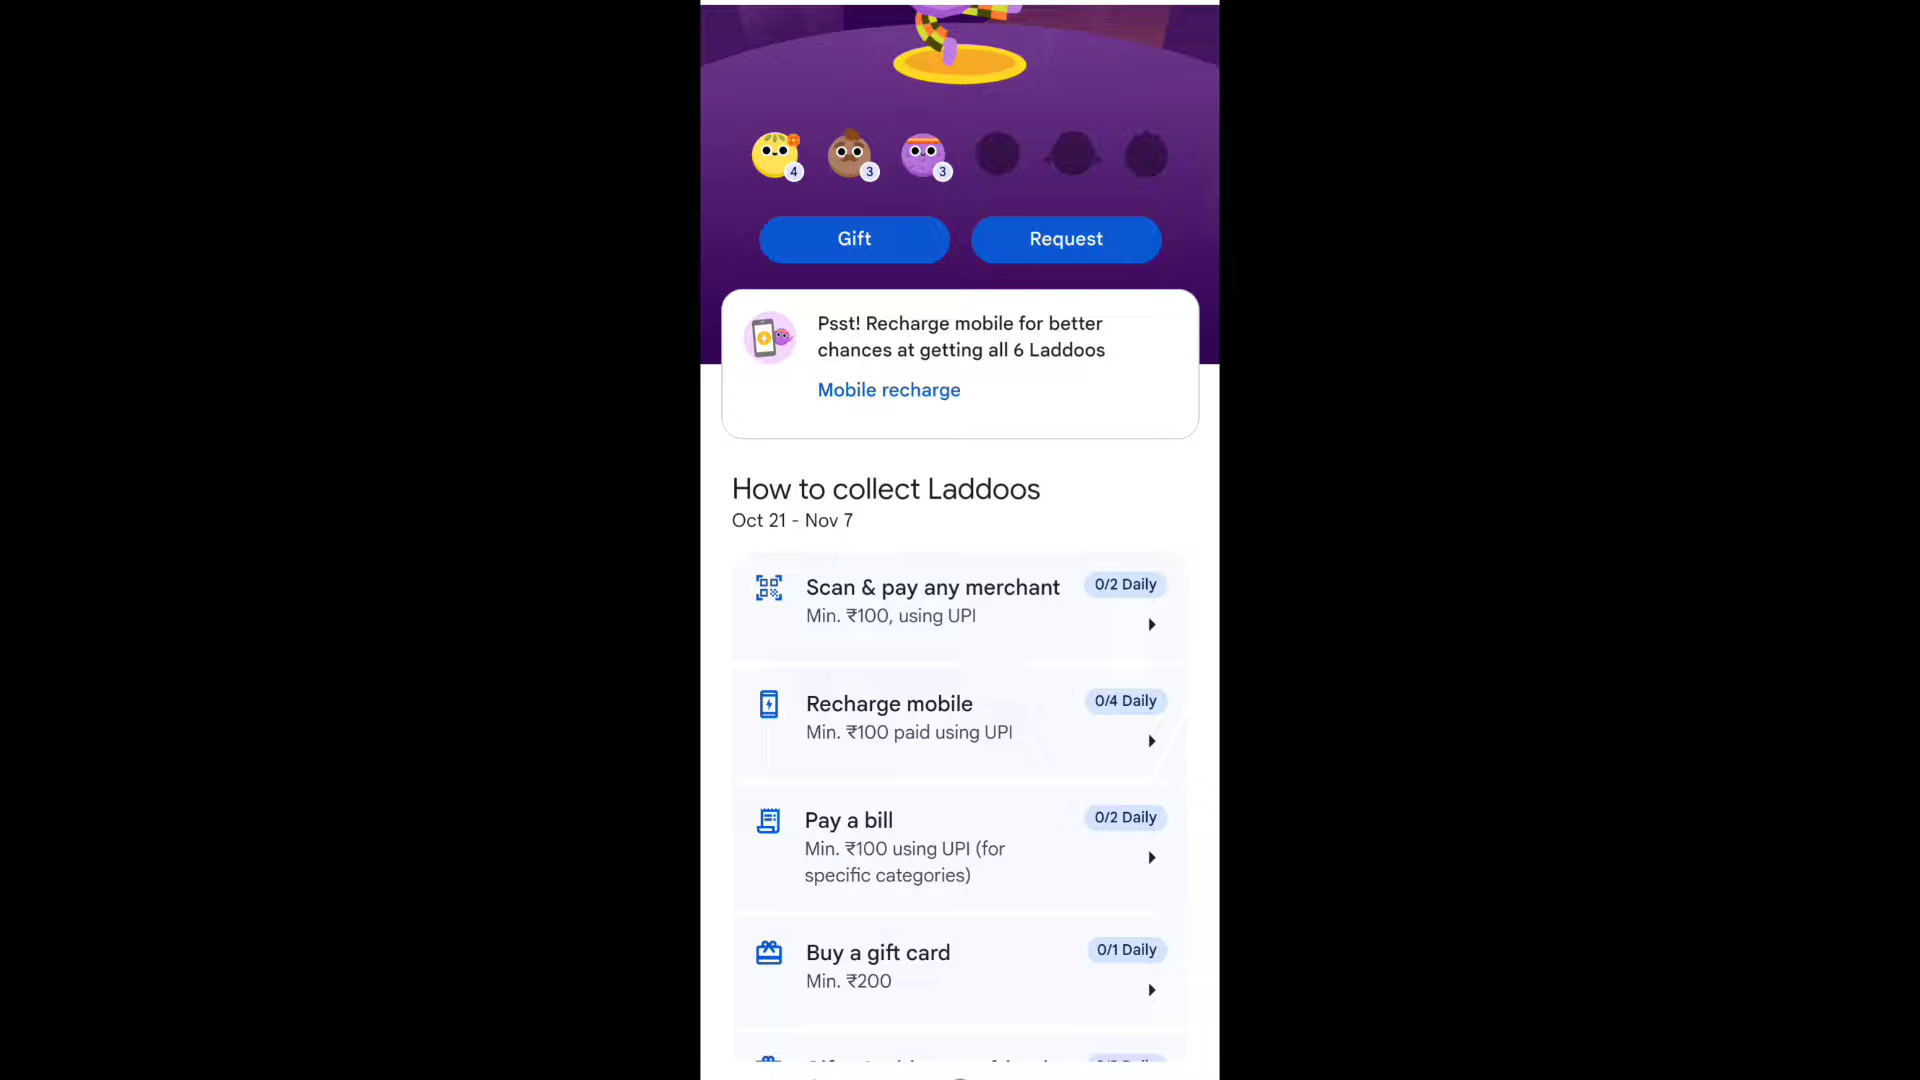 4
3
3
Gift
Request
Psst! Recharge mobile for better
chances at getting all 6 Laddoos
Mobile recharge
How to collect Laddoos
Oct 21 - Nov 7
Scan & pay any merchant
0/2 Daily
Min. ₹100, using UPI
Recharge mobile
0/4 Daily
Min. ₹100 paid using UPI
Pay a bill
0/2 Daily
Min. ₹100 using UPI (for
specific categories)
Buy a gift card
0/1 Daily
Min. ₹200